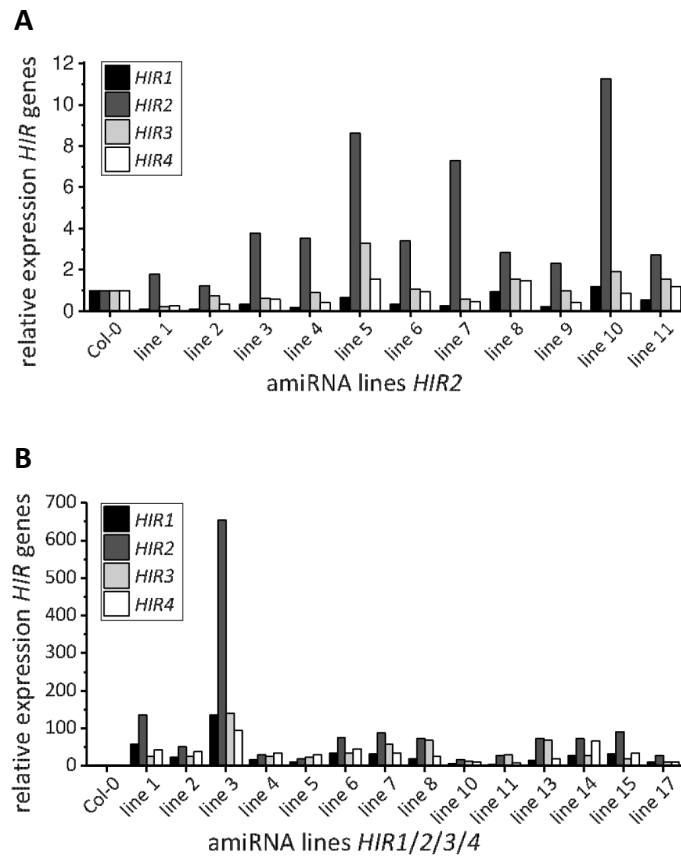 A
relative expression HIR genes
12
10
8
6
4
2
0
HIR1
HIR2
HIR3
HIR4
Col-0
line 1
line 2
line 3
line 4
line 5
line 6
line 7
line 8
line 9
line 10
line 11
amiRNA lines HIR2
B
relative expression HIR genes
700
600
500
400
300
200
100
0
HIR1
HIR2
HIR3
HIR4
Col-0
line 1
line 2
line 3
line 4
line 5
line 6
line 7
line 8
line 10
line 11
line 13
line 14
line 15
line 17
amiRNA lines HIR1/2/3/4